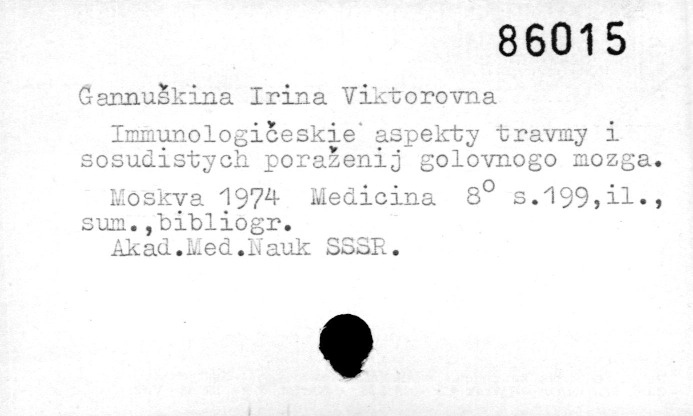 86015
Gannuškina Irina Viktorovna
Immunologičeskie aspekty travmy i
sosudistych poraženij golovnogo mozga.
Moskva 1974 Medicina 8° s.199,il.,
sum.,bibliogr.
Akad.Med.Nauk SSSR.